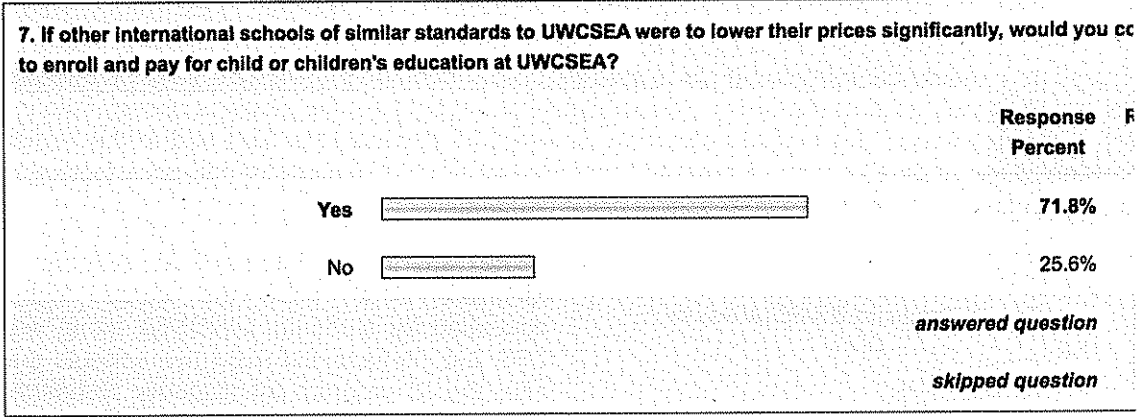 7. If other international schools of similar standards to UWCSEA were to lower their prices significantly, would you
to enroll and pay for child or children's education at UWCSEA?
Response
Percent
Yes 71.8%
No 25.6%
answered question
skipped question